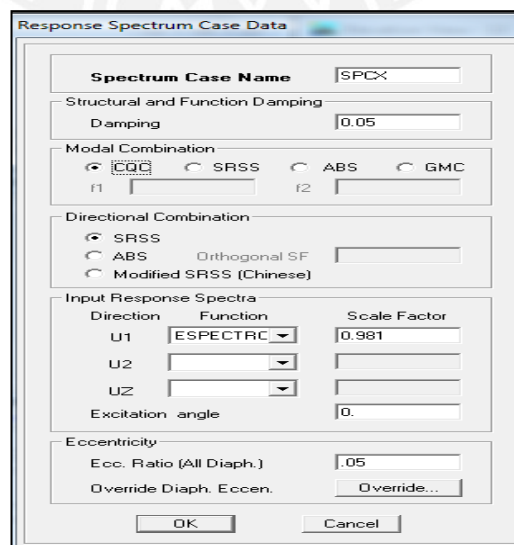 Response Spectrum Case Data
Spectrum Case Name SPCX
Structural and Function Damping
Damping 0.05
Modal Combination
CQC SRSS ABS GMC
f1 f2
Directional Combination
SRSS
ABS Orthogonal SF
Modified SRSS (Chinese)
Input Response Spectra
Direction Function Scale Factor
U1 ESPECTRC 0.981
U2
UZ
Excitation angle 0.
Eccentricity
Ecc. Ratio (All Diaph.) .05
Override Diaph. Eccen. Override...
OK Cancel